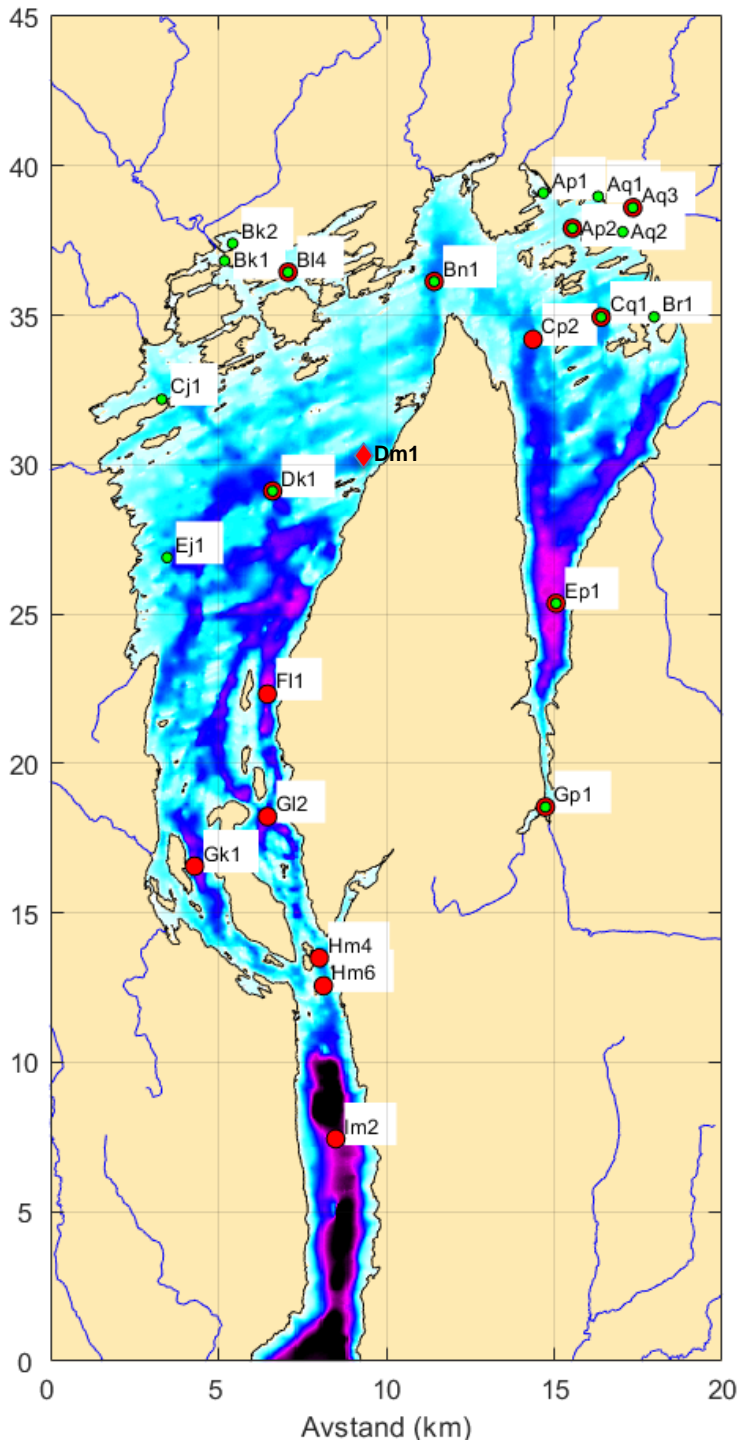 45
40
Ap1
Aq1
Aq3
Bk2
Ap2
Aq2
Bk1
Bl4
Bn1
35
Cq1
Br1
Cp2
Cj1
30
Dm1
Dk1
Ej1
25
Ep1
Fl1
20
Gl2
Gp1
Gk1
15
Hm4
Hm6
10
Im2
5
0
0 5 10 15 20
Avstand (km)